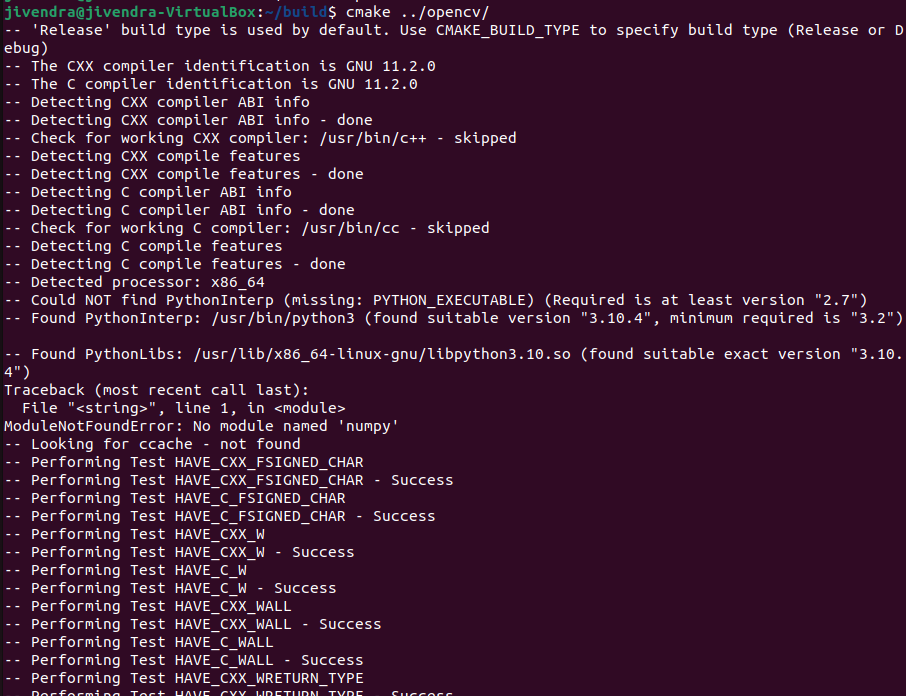 jivendra@jivendra-VirtualBox:~/build$ cmake ../opencv/
-- 'Release' build type is used by default. Use CMAKE_BUILD_TYPE to specify build type (Release or D
ebug)
-- The CXX compiler identification is GNU 11.2.0
-- The C compiler identification is GNU 11.2.0
-- Detecting CXX compiler ABI info
-- Detecting CXX compiler ABI info - done
-- Check for working CXX compiler: /usr/bin/c++ - skipped
-- Detecting CXX compile features
-- Detecting CXX compile features - done
-- Detecting C compiler ABI info
-- Detecting C compiler ABI info - done
-- Check for working C compiler: /usr/bin/cc - skipped
-- Detecting C compile features
-- Detecting C compile features - done
-- Detected processor: x86_64
-- Could NOT find PythonInterp (missing: PYTHON_EXECUTABLE) (Required is at least version "2.7")
-- Found PythonInterp: /usr/bin/python3 (found suitable version "3.10.4", minimum required is "3.2")
-- Found PythonLibs: /usr/lib/x86_64-linux-gnu/libpython3.10.so (found suitable exact version "3.10.
4")
Traceback (most recent call last):
  File "<string>", line 1, in <module>
ModuleNotFoundError: No module named 'numpy'
-- Looking for ccache - not found
-- Performing Test HAVE_CXX_FSIGNED_CHAR
-- Performing Test HAVE_CXX_FSIGNED_CHAR - Success
-- Performing Test HAVE_C_FSIGNED_CHAR
-- Performing Test HAVE_C_FSIGNED_CHAR - Success
-- Performing Test HAVE_CXX_W
-- Performing Test HAVE_CXX_W - Success
-- Performing Test HAVE_C_W
-- Performing Test HAVE_C_W - Success
-- Performing Test HAVE_CXX_WALL
-- Performing Test HAVE_CXX_WALL - Success
-- Performing Test HAVE_C_WALL
-- Performing Test HAVE_C_WALL - Success
-- Performing Test HAVE_CXX_WRETURN_TYPE
-- Performing Test HAVE_CXX_WRETURN_TYPE - Success